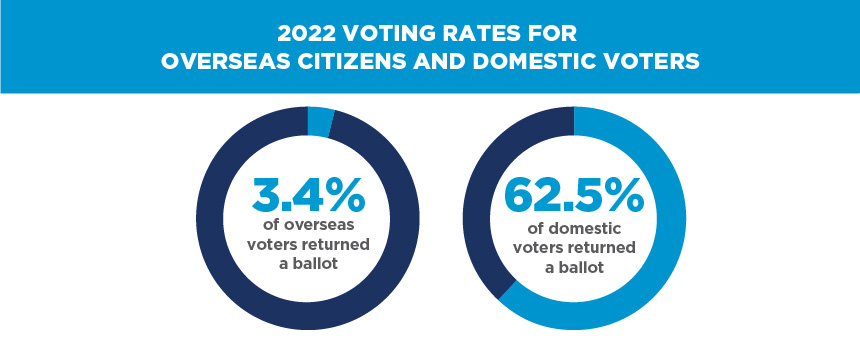 2022 VOTING RATES FOR
OVERSEAS CITIZENS AND DOMESTIC VOTERS
3.4%
of overseas
voters returned
a ballot
62.5%
of domestic
voters returned
a ballot